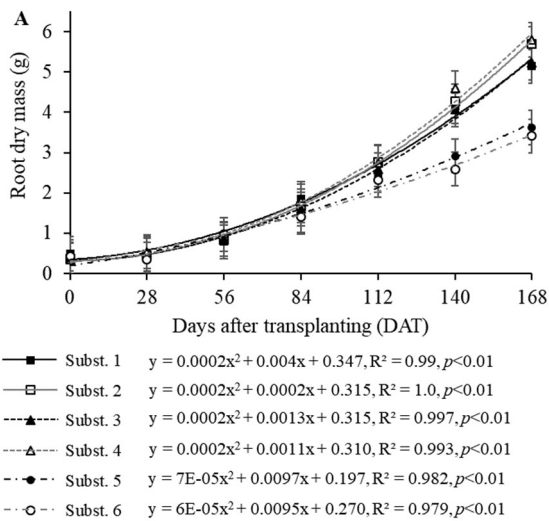 A
Root dry mass (g)
6
5
4
3
2
1
0
0 28 56 84 112 140 168
Days after transplanting (DAT)
Subst. 1 y = 0.0002x² + 0.004x + 0.347, R² = 0.99, p<0.01
Subst. 2 y = 0.0002x² + 0.0002x + 0.315, R² = 1.0, p<0.01
Subst. 3 y = 0.0002x² + 0.0013x + 0.315, R² = 0.997, p<0.01
Subst. 4 y = 0.0002x² + 0.0011x + 0.310, R² = 0.993, p<0.01
Subst. 5 y = 7E-05x² + 0.0097x + 0.197, R² = 0.982, p<0.01
Subst. 6 y = 6E-05x² + 0.0095x + 0.270, R² = 0.979, p<0.01